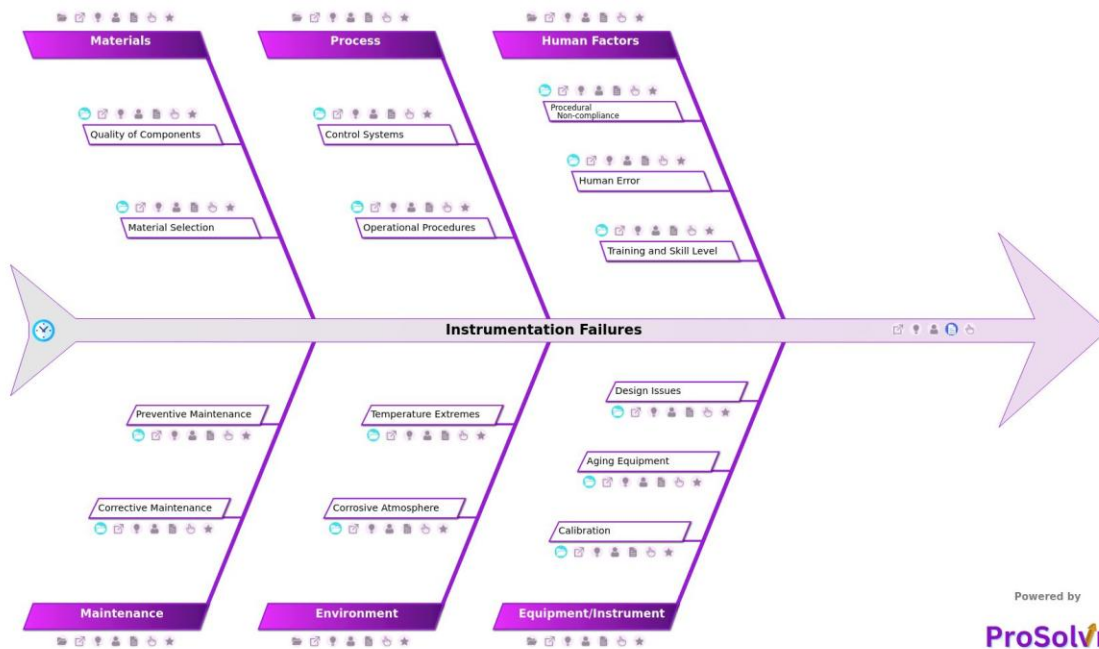 Materials
Process
Human Factors
Quality of Components
Control Systems
Procedural
Non-compliance
Human Error
Material Selection
Operational Procedures
Training and Skill Level
Instrumentation Failures
Design Issues
Preventive Maintenance
Temperature Extremes
Aging Equipment
Corrective Maintenance
Corrosive Atmosphere
Calibration
Maintenance
Environment
Equipment/Instrument
Powered by